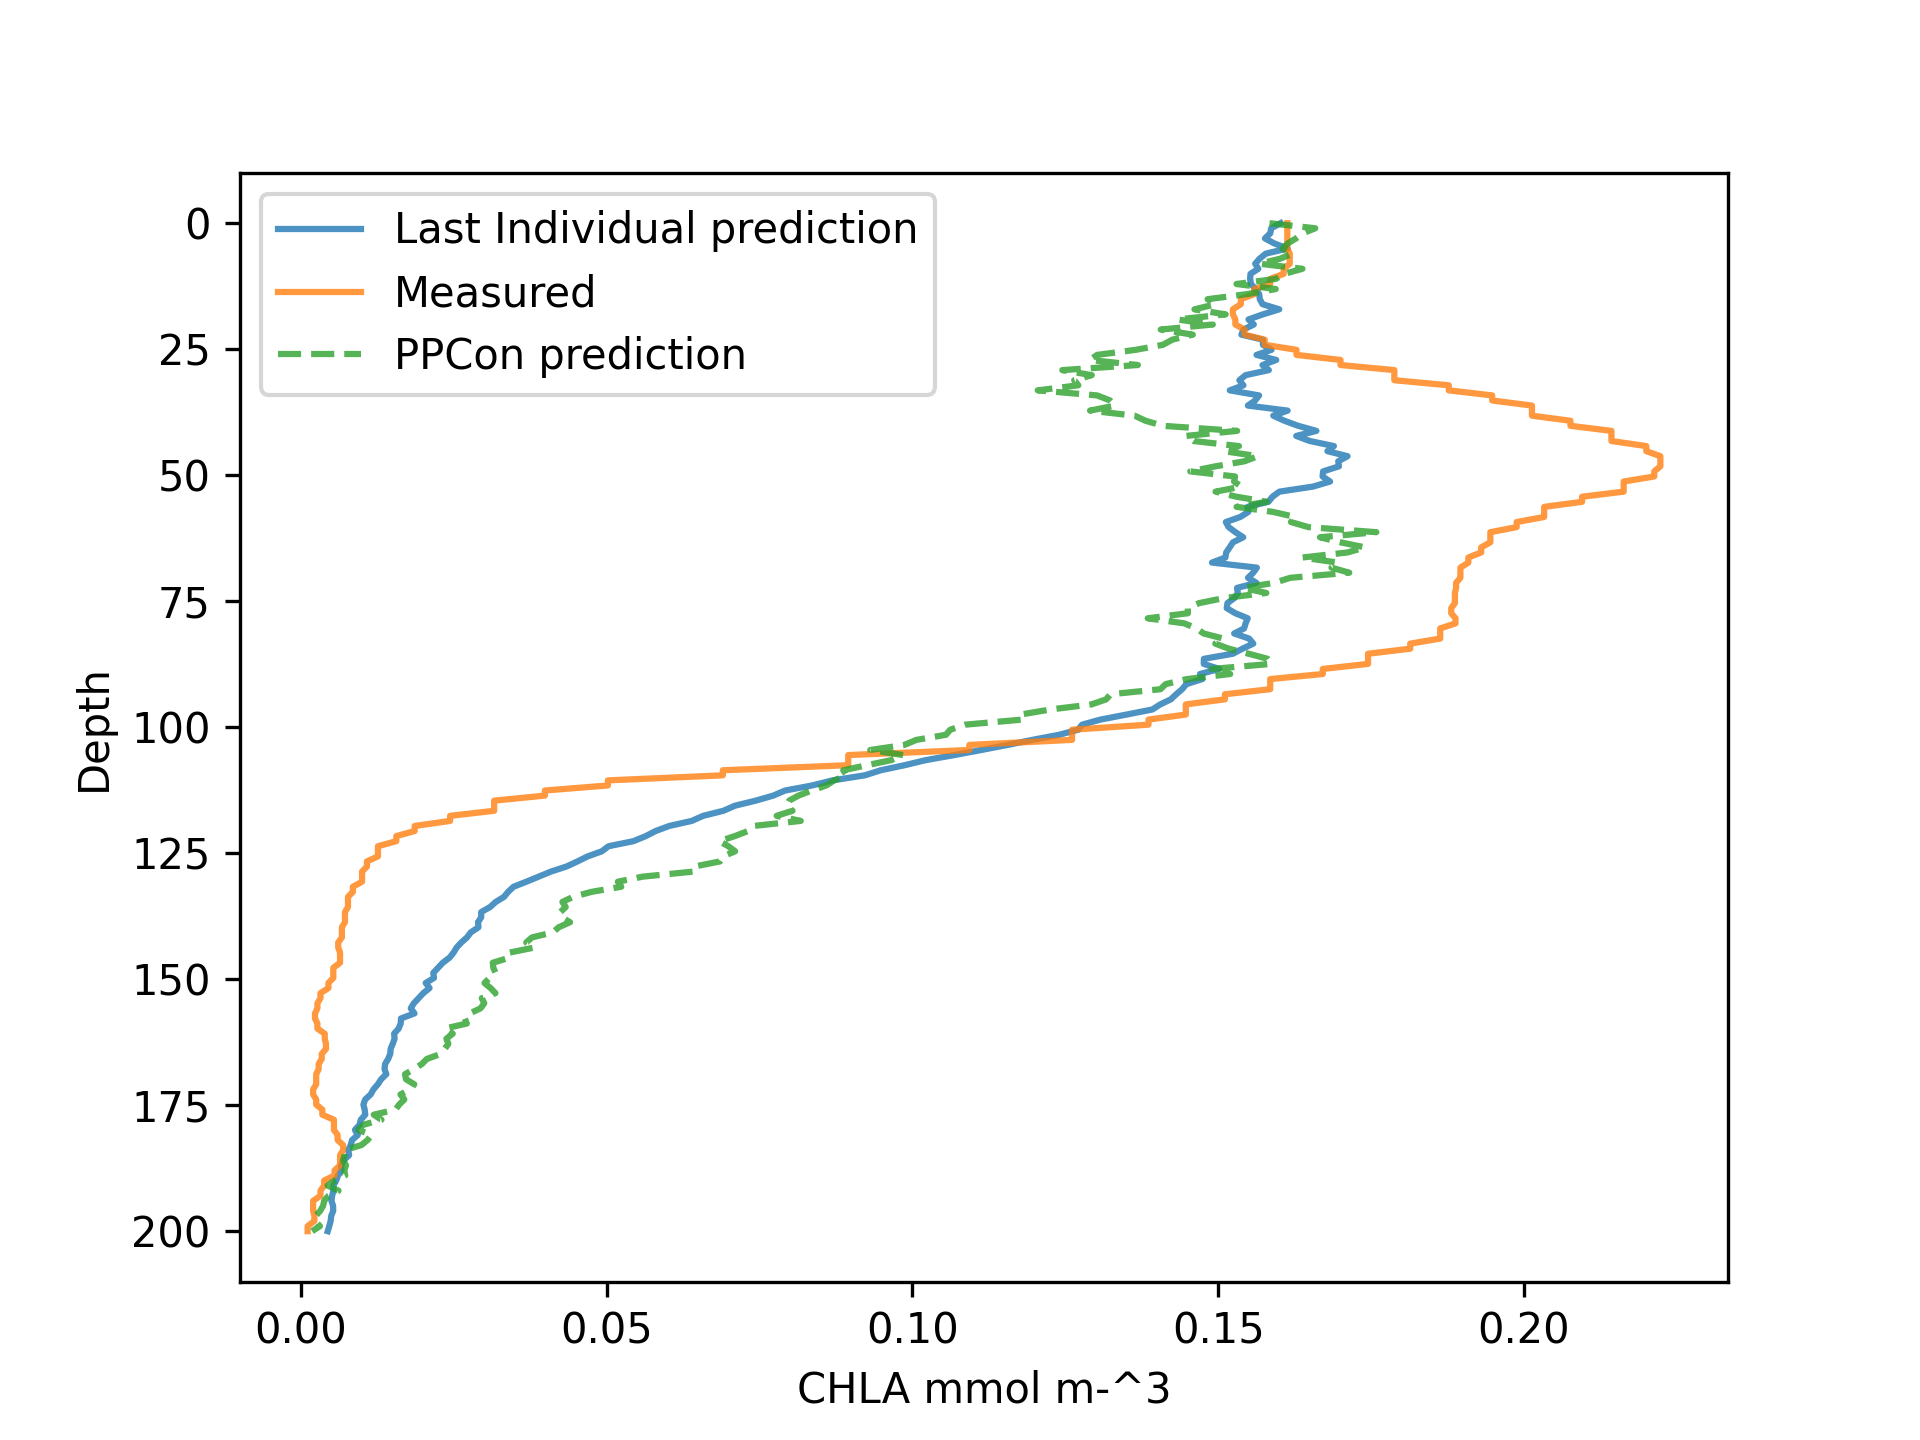 Last Individual prediction
Measured
PPCon prediction
0
25
50
75
100
125
150
175
200
Depth
0.00 0.05 0.10 0.15 0.20
CHLA mmol m-^3